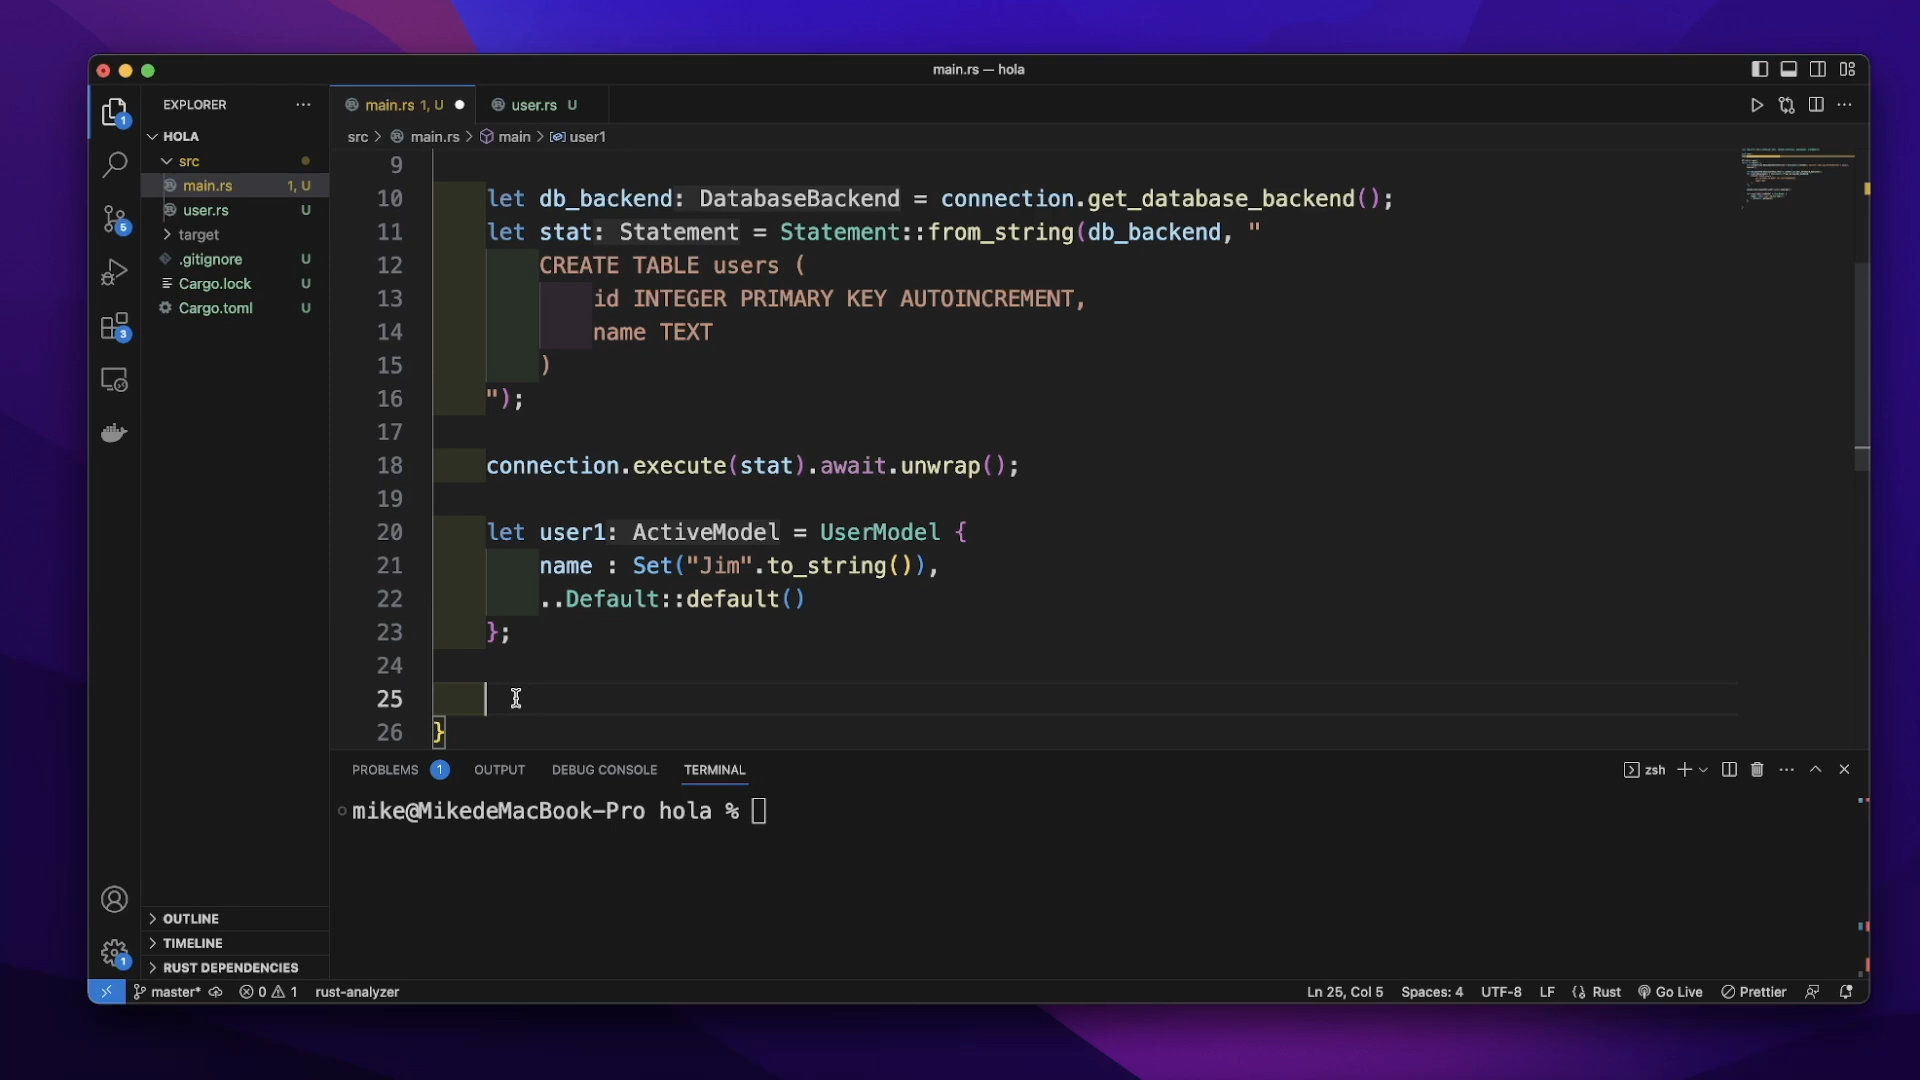 main.rs — hola
EXPLORER
HOLA
src
main.rs 1, U
user.rs U
target
.gitignore U
Cargo.lock U
Cargo.toml U
OUTLINE
TIMELINE
RUST DEPENDENCIES
1
5
3
1
main.rs 1, U
user.rs U
src > main.rs > main > user1
9
10 let db_backend: DatabaseBackend = connection.get_database_backend();
11 let stat: Statement = Statement::from_string(db_backend, "
12 CREATE TABLE users (
13 id INTEGER PRIMARY KEY AUTOINCREMENT,
14 name TEXT
15 )
16 ");
17
18 connection.execute(stat).await.unwrap();
19
20 let user1: ActiveModel = UserModel {
21 name : Set("Jim".to_string()),
22 ..Default::default()
23 };
24
25
26 }
PROBLEMS 1 OUTPUT DEBUG CONSOLE TERMINAL
zsh
mike@MikedeMacBook-Pro hola %
master* 0 1 rust-analyzer
Ln 25, Col 5 Spaces: 4 UTF-8 LF Rust Go Live Prettier